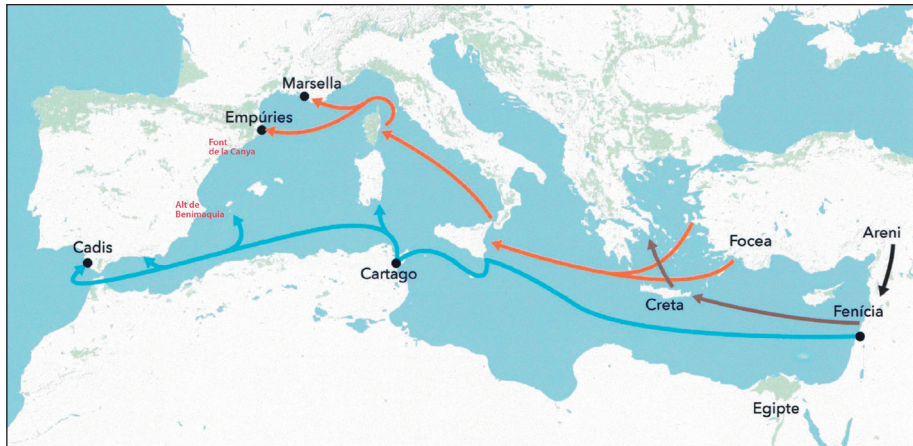 Marsella
Empúries
Font
de la Canya
Alt de
Benimaquia
Cadis
Cartago
Focea
Areni
Creta
Fenícia
Egipte